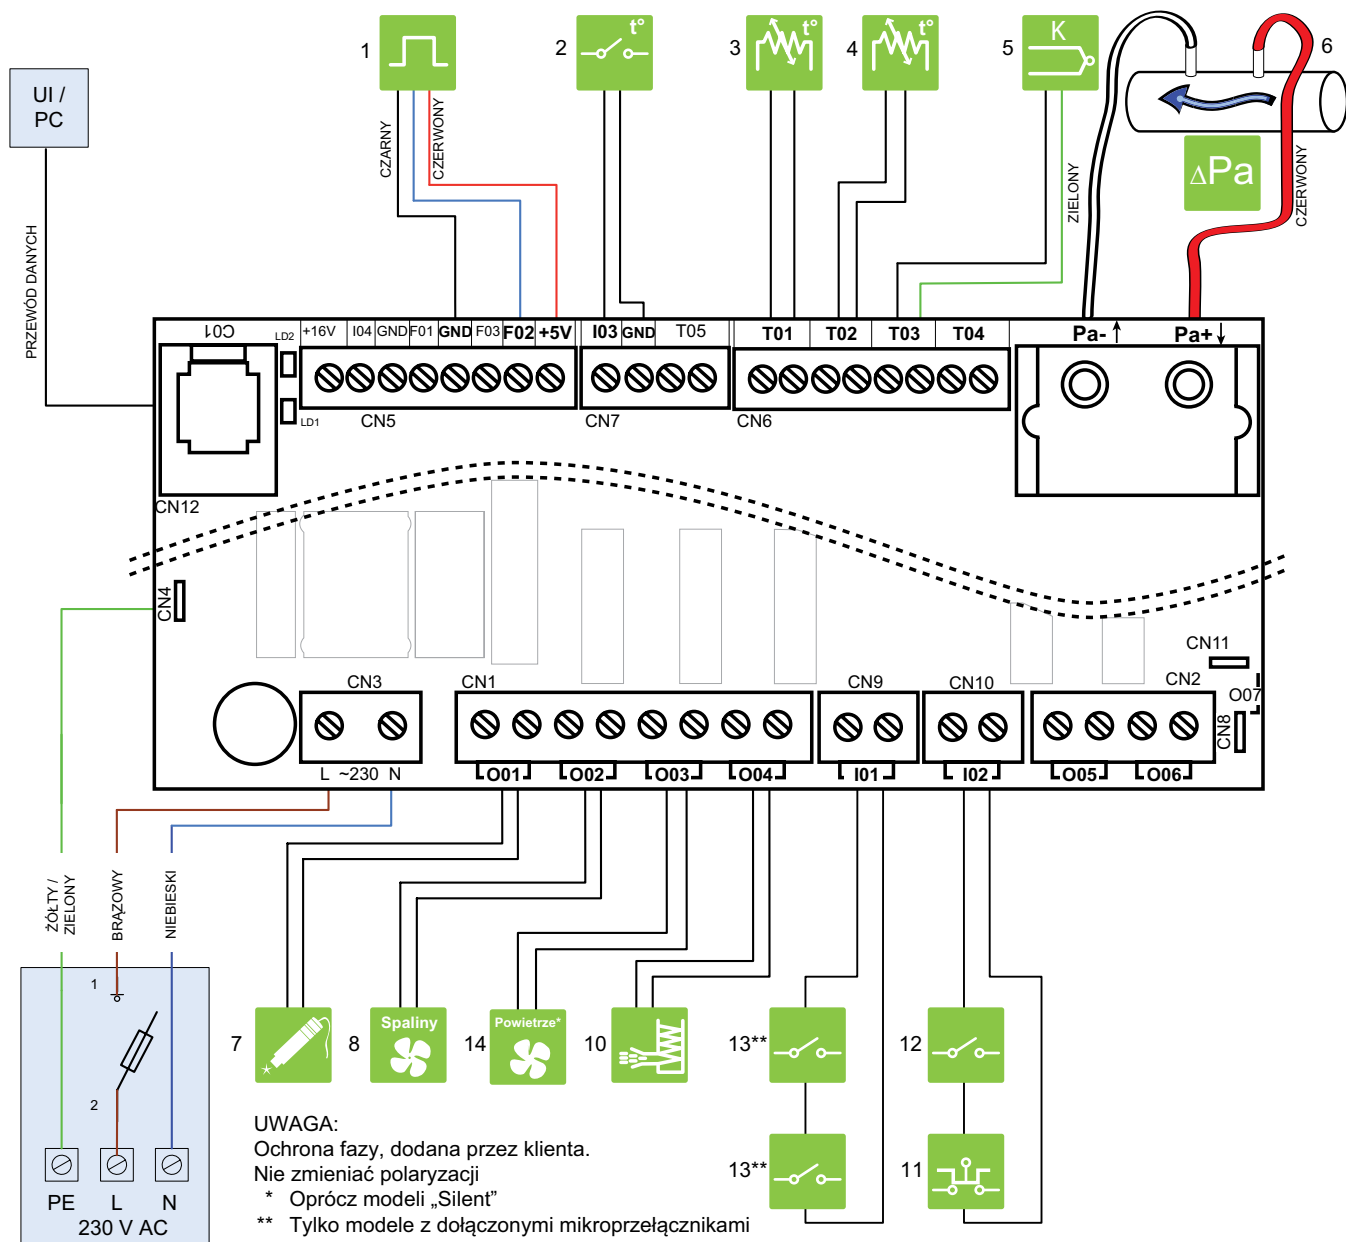 1
2
t°
3
t°
4
t°
5
K
6
UI /
PC
CZARNY
CZERWONY
ZIELONY
ΔPa
CZERWONY
PRZEWÓD DANYCH
C01
LD2
+16V
I04
GND
F01
GND
F03
F02
+5V
I03
GND
T05
T01
T02
T03
T04
Pa-
Pa+
LD1
CN5
CN7
CN6
CN12
CN4
CN11
CN3
CN1
CN9
CN10
CN2
O07
CN8
L ~230 N
O01
O02
O03
O04
I01
I02
O05
O06
ŻÓŁTY /
ZIELONY
BRĄZOWY
NIEBIESKI
1
2
PE
L
N
230 V AC
7
8
Spaliny
14
Powietrze*
10
13**
12
13**
11
UWAGA:
Ochrona fazy, dodana przez klienta.
Nie zmieniać polaryzacji
* Oprócz modeli „Silent”
** Tylko modele z dołączonymi mikroprzełącznikami